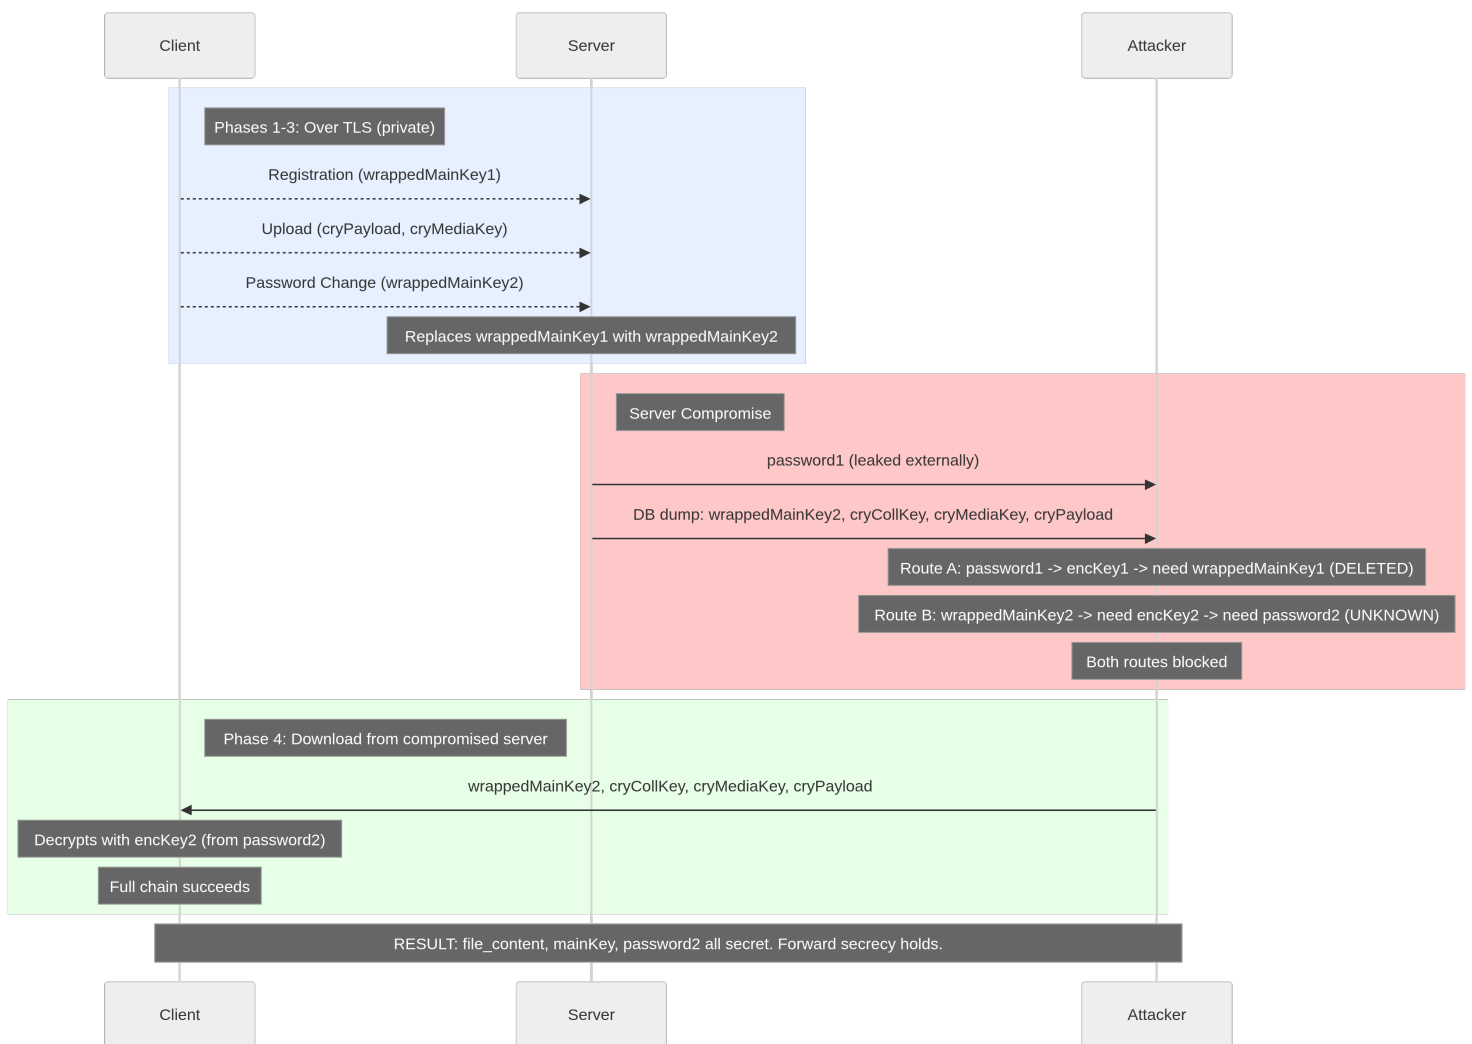 Client
Server
Attacker
Phases 1-3: Over TLS (private)
Registration (wrappedMainKey1)
Upload (cryPayload, cryMediaKey)
Password Change (wrappedMainKey2)
Replaces wrappedMainKey1 with wrappedMainKey2
Server Compromise
password1 (leaked externally)
DB dump: wrappedMainKey2, cryCollKey, cryMediaKey, cryPayload
Route A: password1 -> encKey1 -> need wrappedMainKey1 (DELETED)
Route B: wrappedMainKey2 -> need encKey2 -> need password2 (UNKNOWN)
Both routes blocked
Phase 4: Download from compromised server
wrappedMainKey2, cryCollKey, cryMediaKey, cryPayload
Decrypts with encKey2 (from password2)
Full chain succeeds
RESULT: file_content, mainKey, password2 all secret. Forward secrecy holds.
Client
Server
Attacker